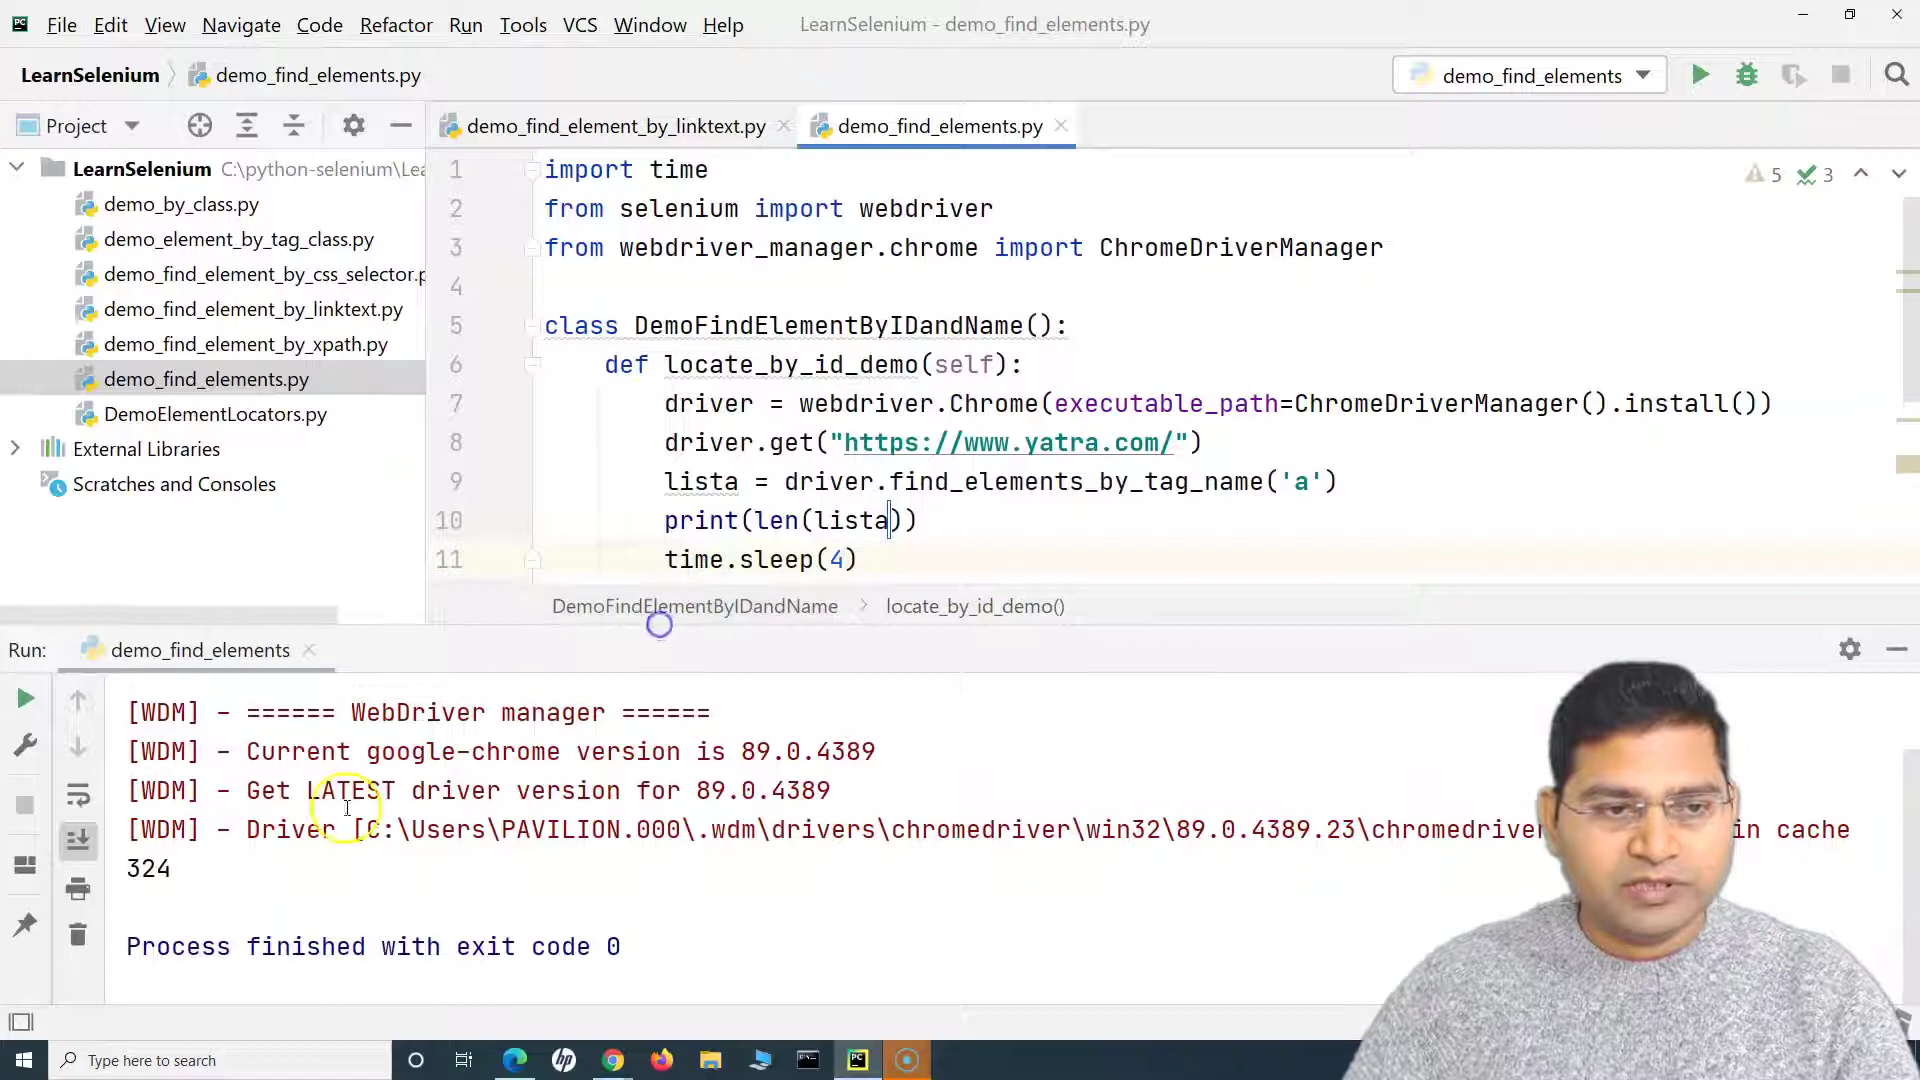 File Edit View Navigate Code Refactor Run Tools VCS Window Help LearnSelenium - demo_find_elements.py
LearnSelenium demo_find_elements.py demo_find_elements
Project demo_find_element_by_linktext.py demo_find_elements.py
LearnSelenium C:\python-selenium\Lea
demo_by_class.py
demo_element_by_tag_class.py
demo_find_element_by_css_selector.p
demo_find_element_by_linktext.py
demo_find_element_by_xpath.py
demo_find_elements.py
DemoElementLocators.py
External Libraries
Scratches and Consoles
5 3
1 import time
2 from selenium import webdriver
3 from webdriver_manager.chrome import ChromeDriverManager
4
5 class DemoFindElementByIDandName():
6 def locate_by_id_demo(self):
7 driver = webdriver.Chrome(executable_path=ChromeDriverManager().install())
8 driver.get("https://www.yatra.com/")
9 lista = driver.find_elements_by_tag_name('a')
10 print(len(lista))
11 time.sleep(4)
DemoFindElementByIDandName locate_by_id_demo()
Run: demo_find_elements
[WDM] - ====== WebDriver manager ======
[WDM] - Current google-chrome version is 89.0.4389
[WDM] - Get LATEST driver version for 89.0.4389
[WDM] - Driver [C:\Users\PAVILION.000\.wdm\drivers\chromedriver\win32\89.0.4389.23\chromedriver in cache
324
Process finished with exit code 0
Type here to search
hp
PC